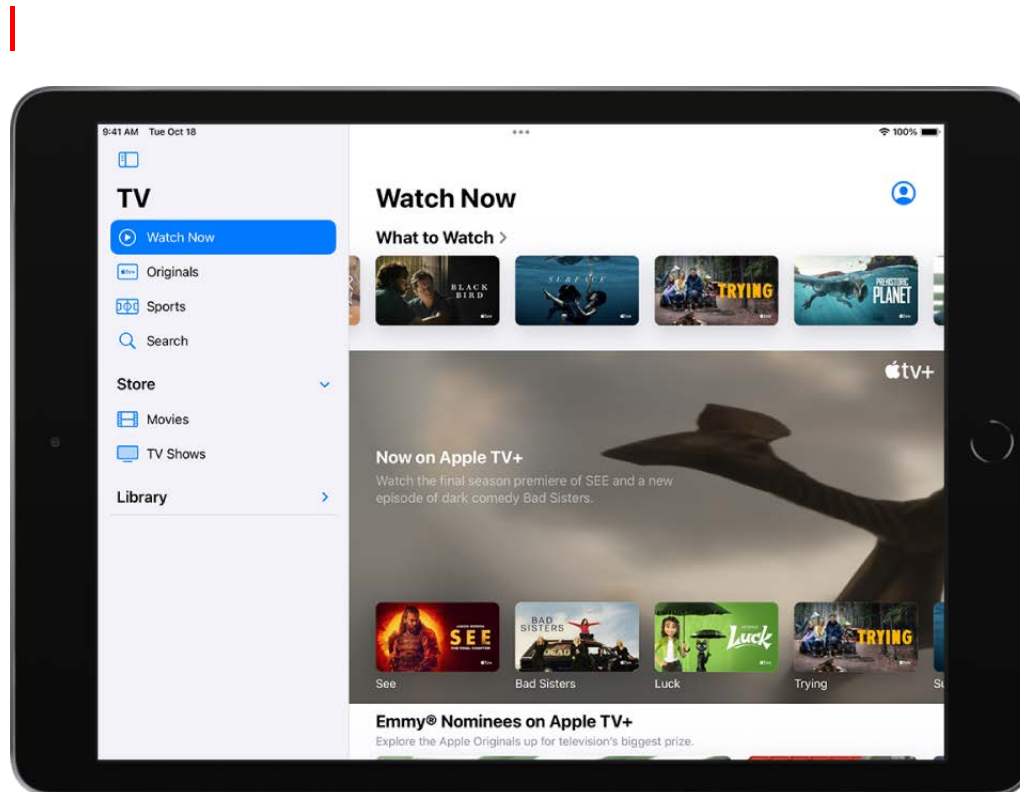 9:41 AM Tue Oct 18
100%
TV
Watch Now
Originals
Sports
Search
Store
Movies
TV Shows
Library
Watch Now
What to Watch
BLACK
BIRD
SURFACE
TRYING
PREHISTORIC
PLANET
tv+
Now on Apple TV+
Watch the final season premiere of SEE and a new
episode of dark comedy Bad Sisters.
SEE
BAD
SISTERS
Luck
TRYING
See
Bad Sisters
Luck
Trying
Emmy® Nominees on Apple TV+
Explore the Apple Originals up for television's biggest prize.